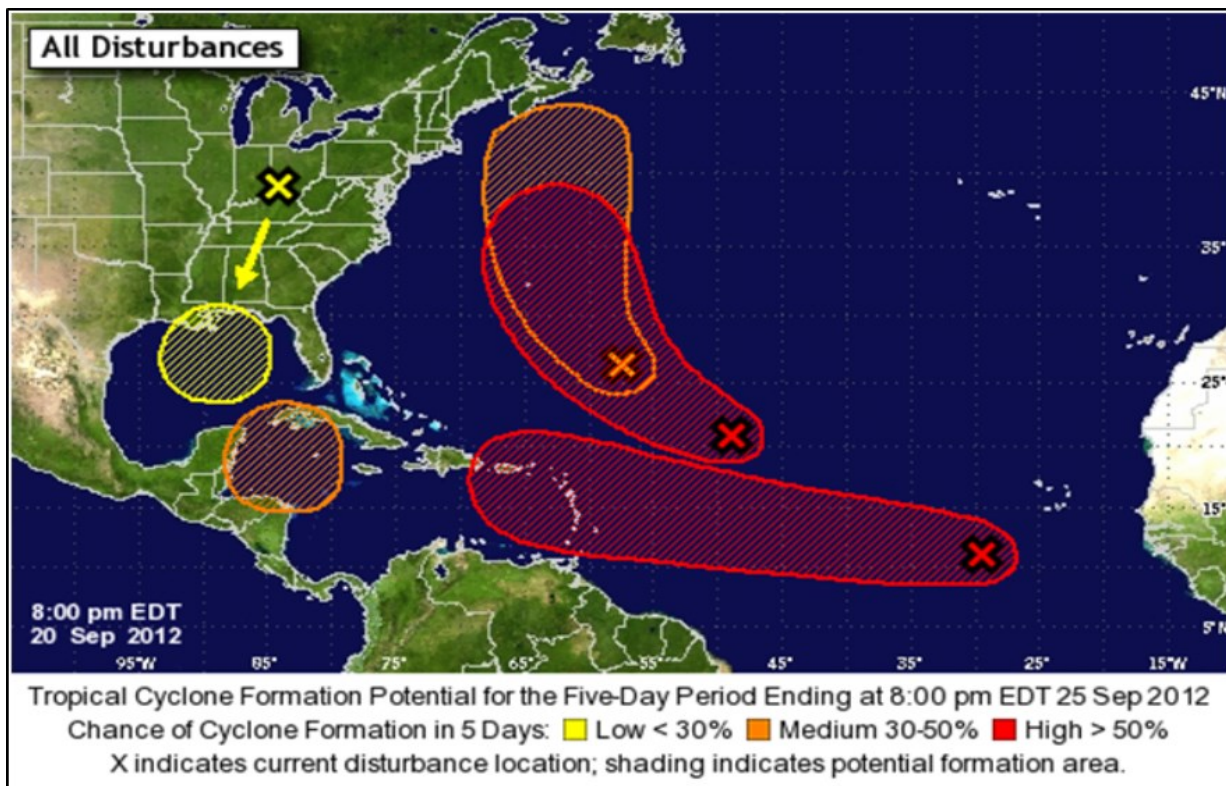 All Disturbances
45°N
35°
25°
15°
5°N
8:00 pm EDT
20 Sep 2012
95°W 85° 75° 65° 55° 45° 35° 25° 15°W
Tropical Cyclone Formation Potential for the Five-Day Period Ending at 8:00 pm EDT 25 Sep 2012
Chance of Cyclone Formation in 5 Days: Low < 30% Medium 30-50% High > 50%
X indicates current disturbance location; shading indicates potential formation area.